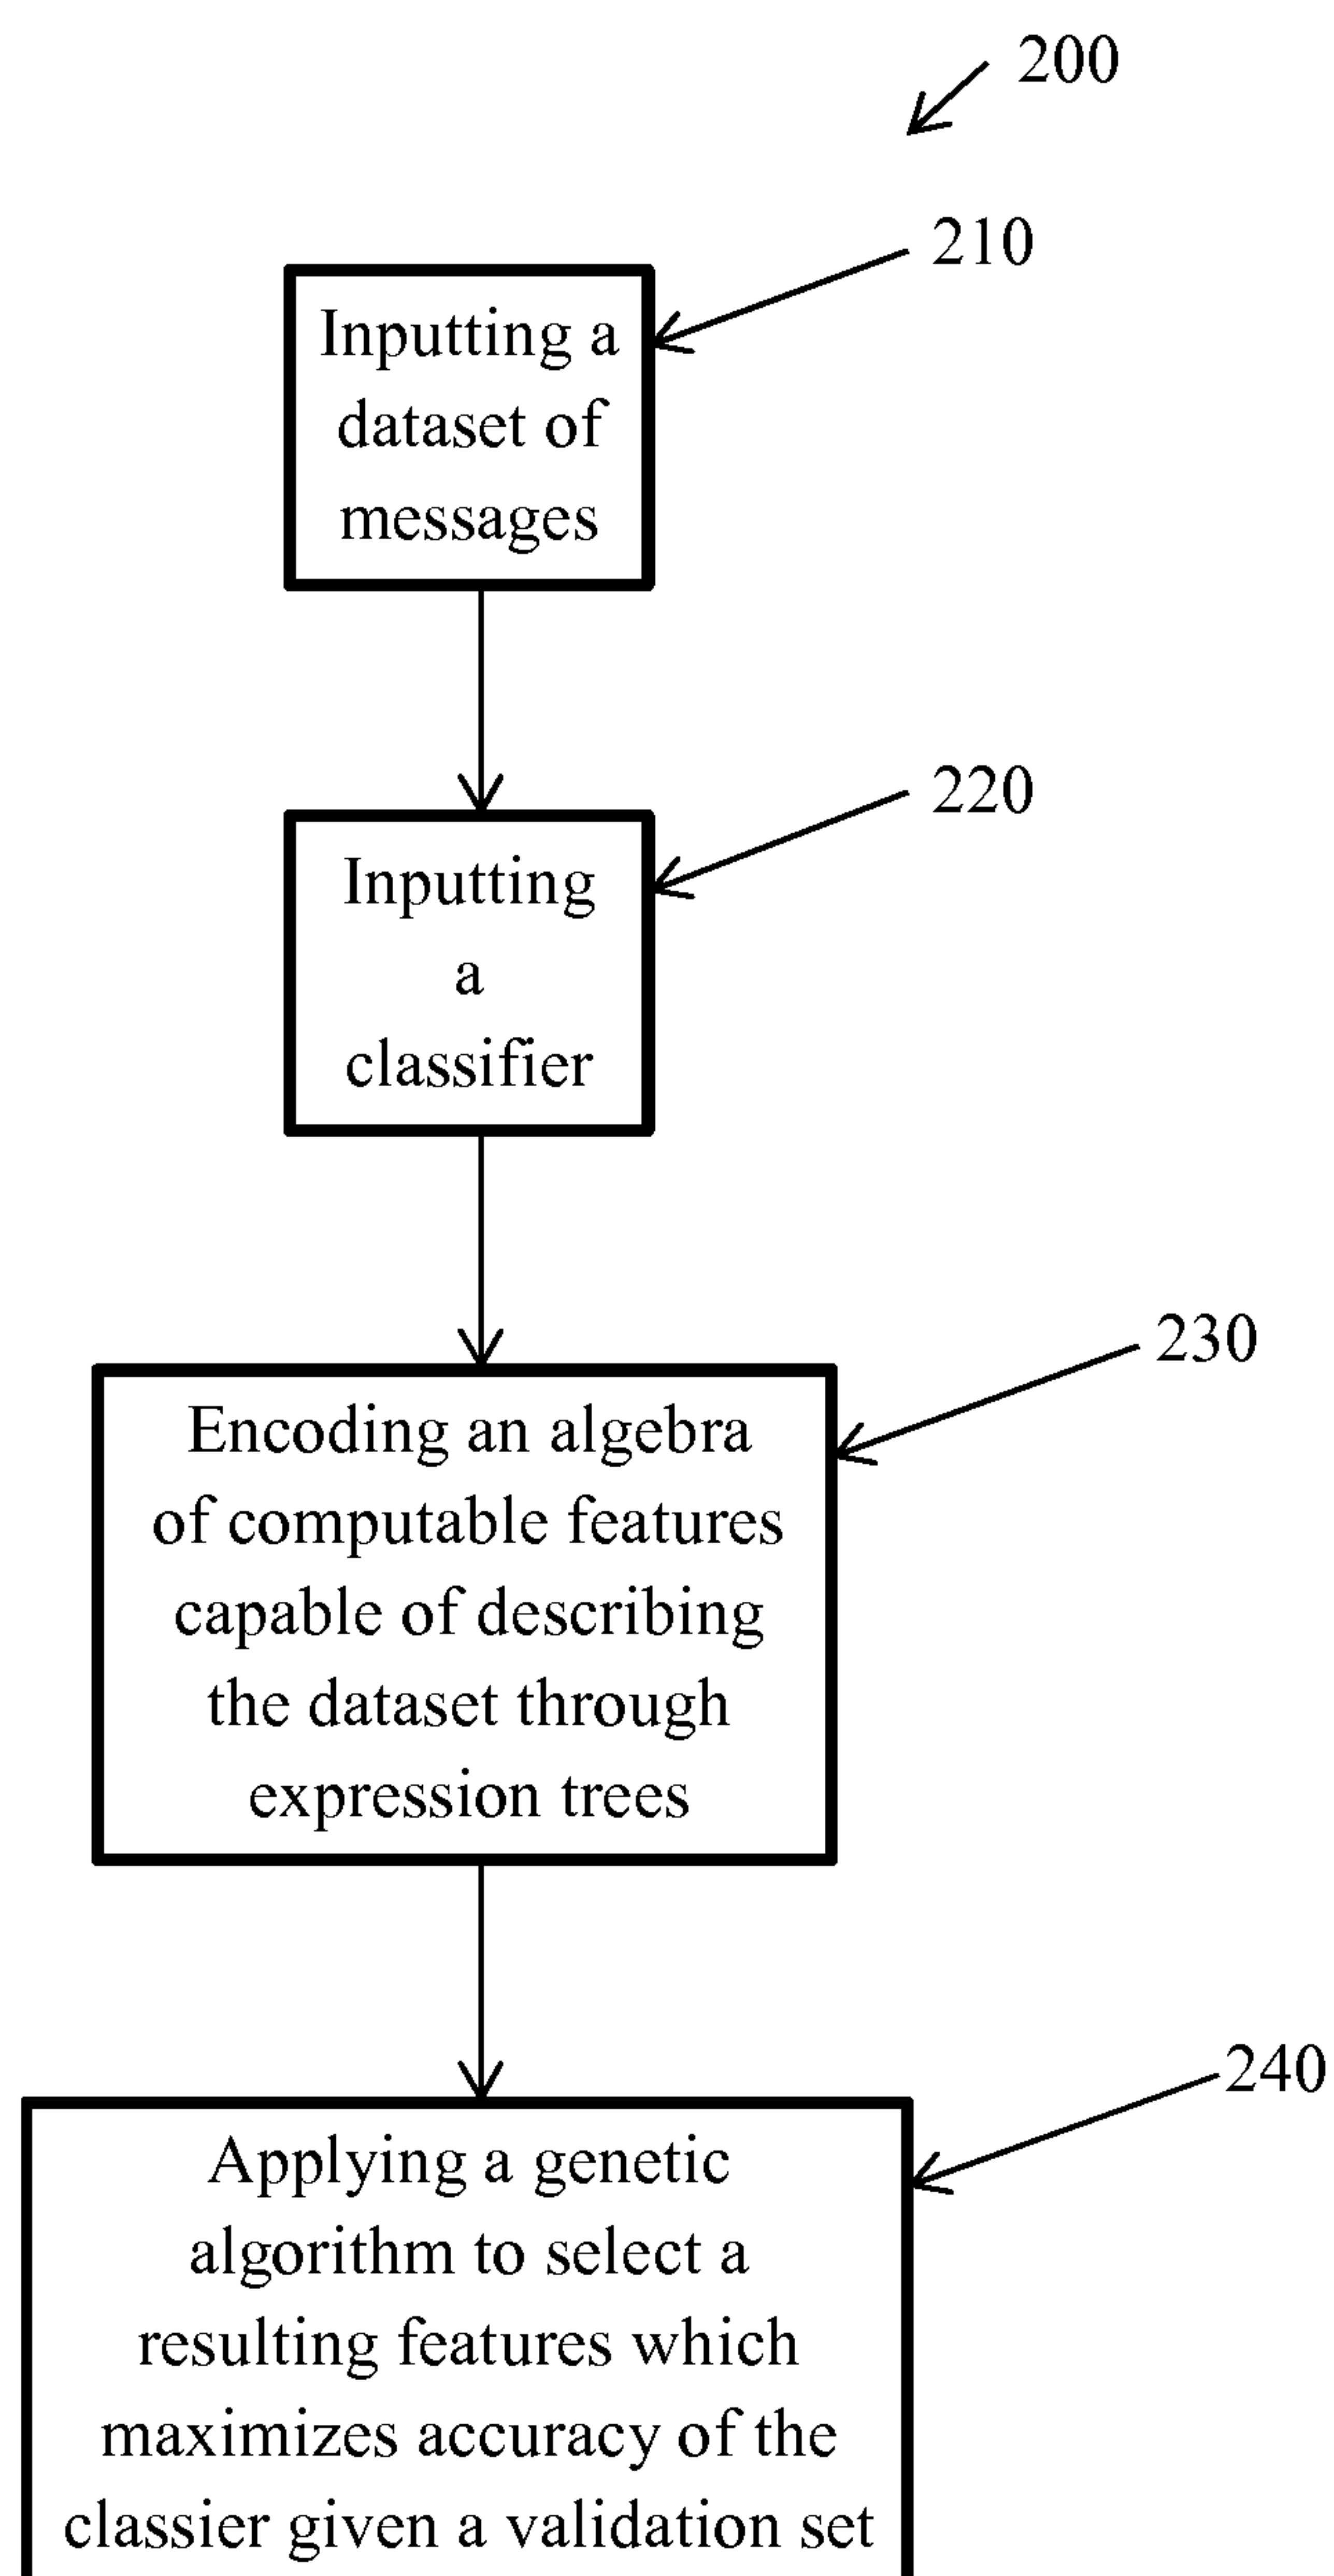 200
210
Inputting a
dataset of
messages
220
Inputting
a
classifier
230
Encoding an algebra
of computable features
capable of describing
the dataset through
expression trees
240
Applying a genetic
algorithm to select a
resulting features which
maximizes accuracy of the
classier given a validation set